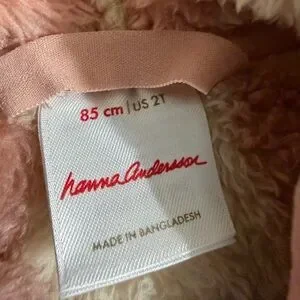 85 cm | US 2T
hanna andersson
MADE IN BANGLADESH